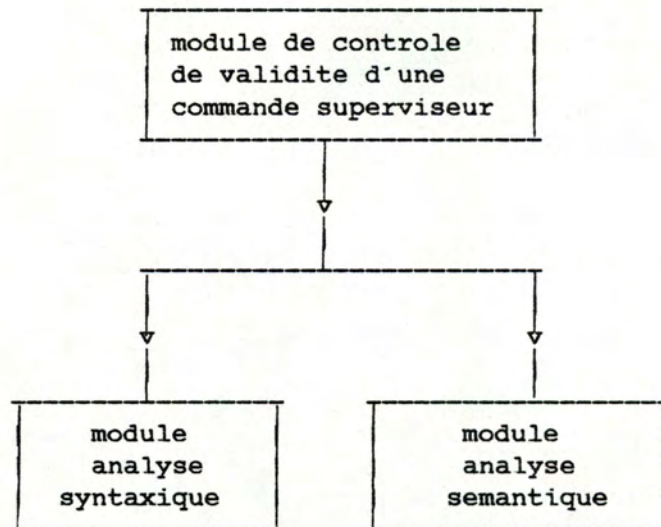 module de controle
de validite d´une
commande superviseur
module
analyse
syntaxique
module
analyse
semantique